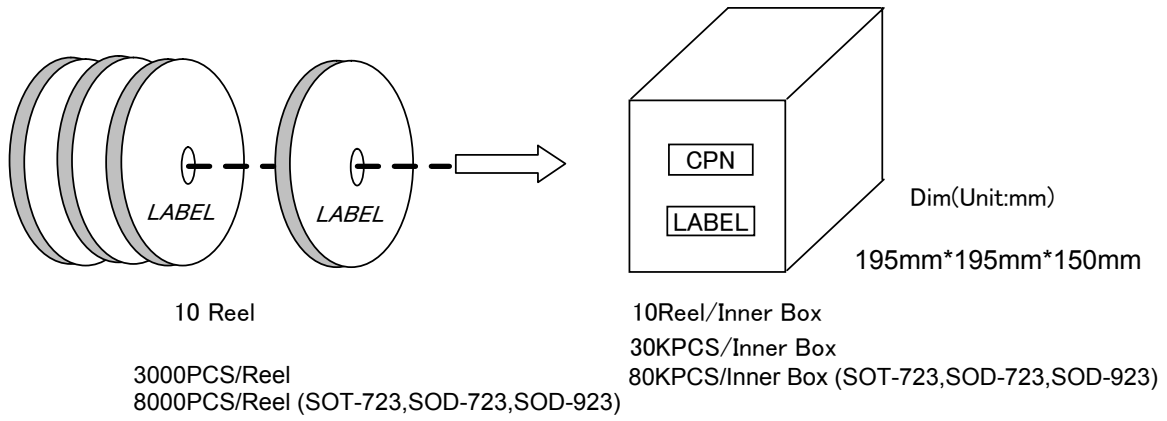 LABEL
LABEL
CPN
LABEL
Dim(Unit:mm)
195mm*195mm*150mm
10 Reel
10Reel/Inner Box
30KPCS/Inner Box
80KPCS/Inner Box (SOT-723,SOD-723,SOD-923)
3000PCS/Reel
8000PCS/Reel (SOT-723,SOD-723,SOD-923)